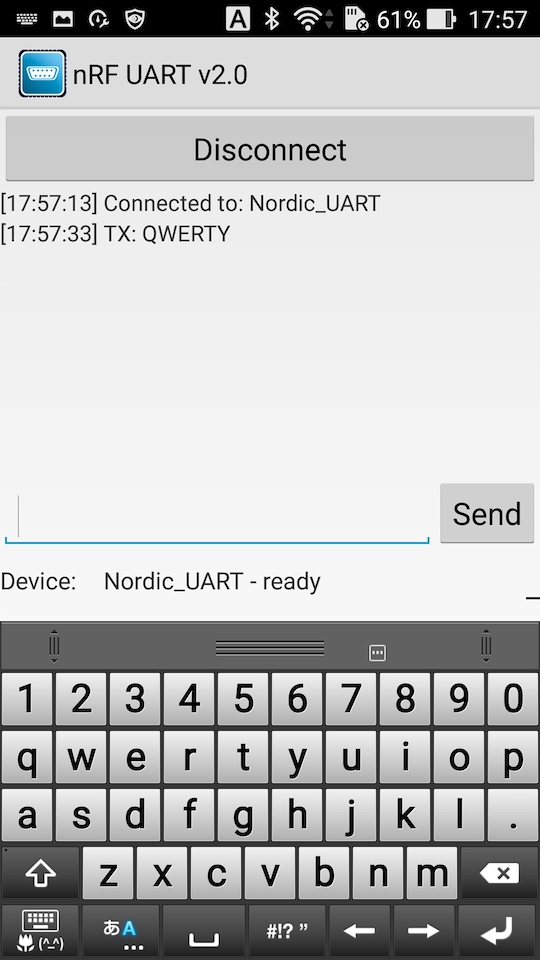 A 61% 17:57
nRF UART v2.0
Disconnect
[17:57:13] Connected to: Nordic_UART
[17:57:33] TX: QWERTY
Send
Device: Nordic_UART - ready
1 2 3 4 5 6 7 8 9 0
q w e r t y u i o p
a s d f g h j k l .
z x c v b n m
(^_^) あA... #!? ”